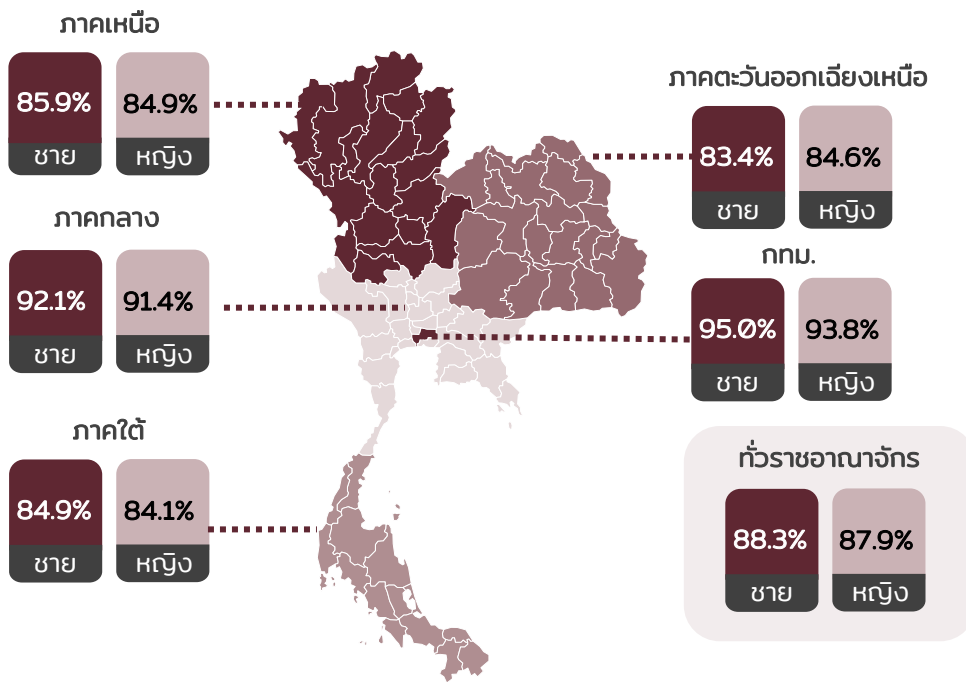 ภาคเหนือ
85.9% 84.9%
ชาย หญิง
ภาคตะวันออกเฉียงเหนือ
83.4% 84.6%
ชาย หญิง
ภาคกลาง
92.1% 91.4%
ชาย หญิง
กทม.
95.0% 93.8%
ชาย หญิง
ภาคใต้
84.9% 84.1%
ชาย หญิง
ทั่วราชอาณาจักร
88.3% 87.9%
ชาย หญิง